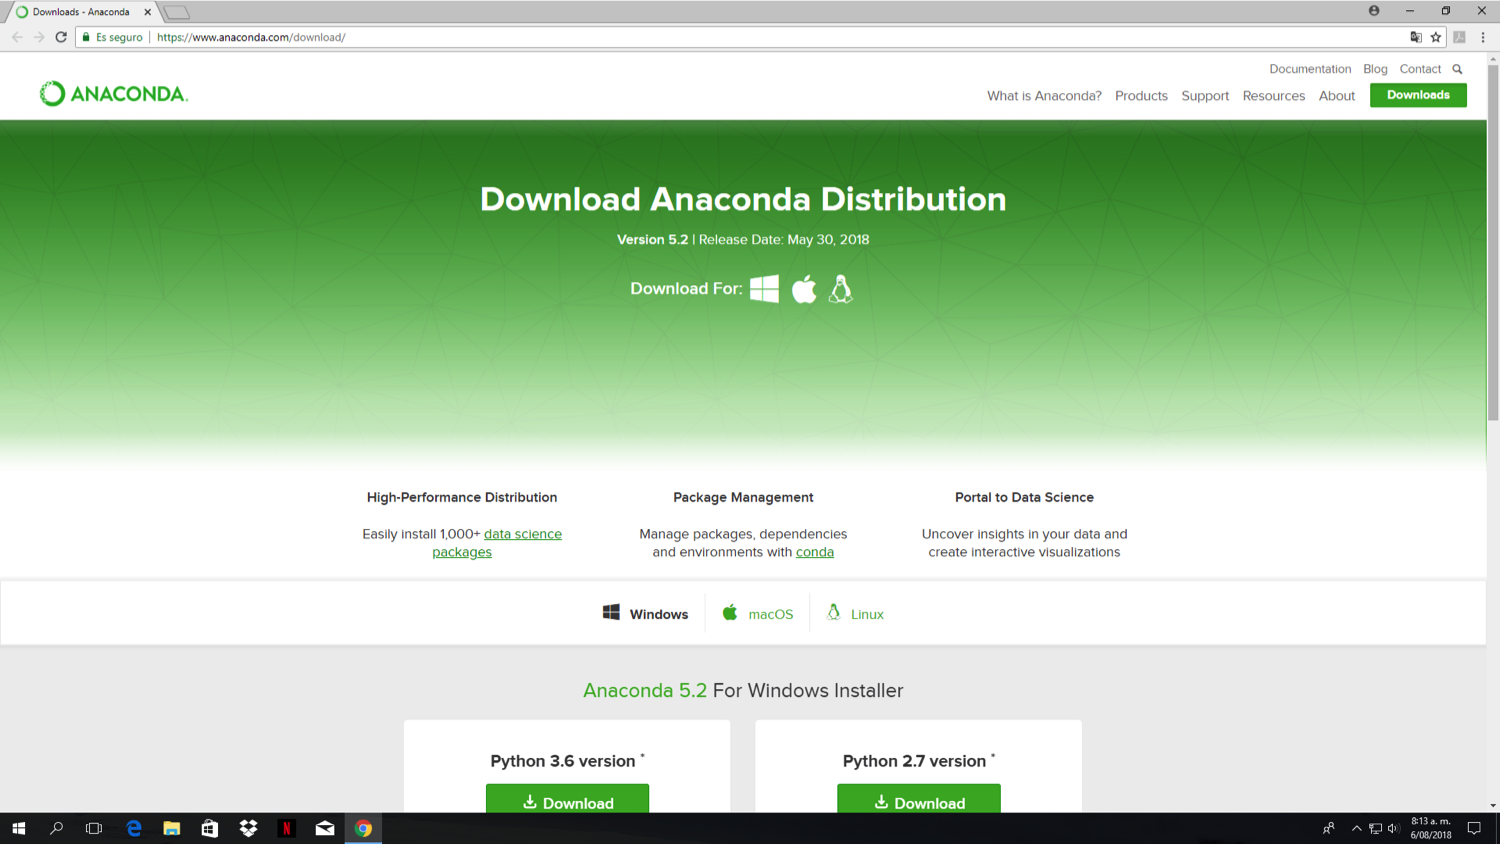 Downloads - Anaconda
Es seguro | https://www.anaconda.com/download/
Documentation Blog Contact
ANACONDA.
What is Anaconda? Products Support Resources About Downloads
Download Anaconda Distribution
Version 5.2 | Release Date: May 30, 2018
Download For:
High-Performance Distribution
Easily install 1,000+ data science
packages
Package Management
Manage packages, dependencies
and environments with conda
Portal to Data Science
Uncover insights in your data and
create interactive visualizations
Windows macOS Linux
Anaconda 5.2 For Windows Installer
Python 3.6 version *
Download
Python 2.7 version *
Download
8:13 a. m.
6/08/2018